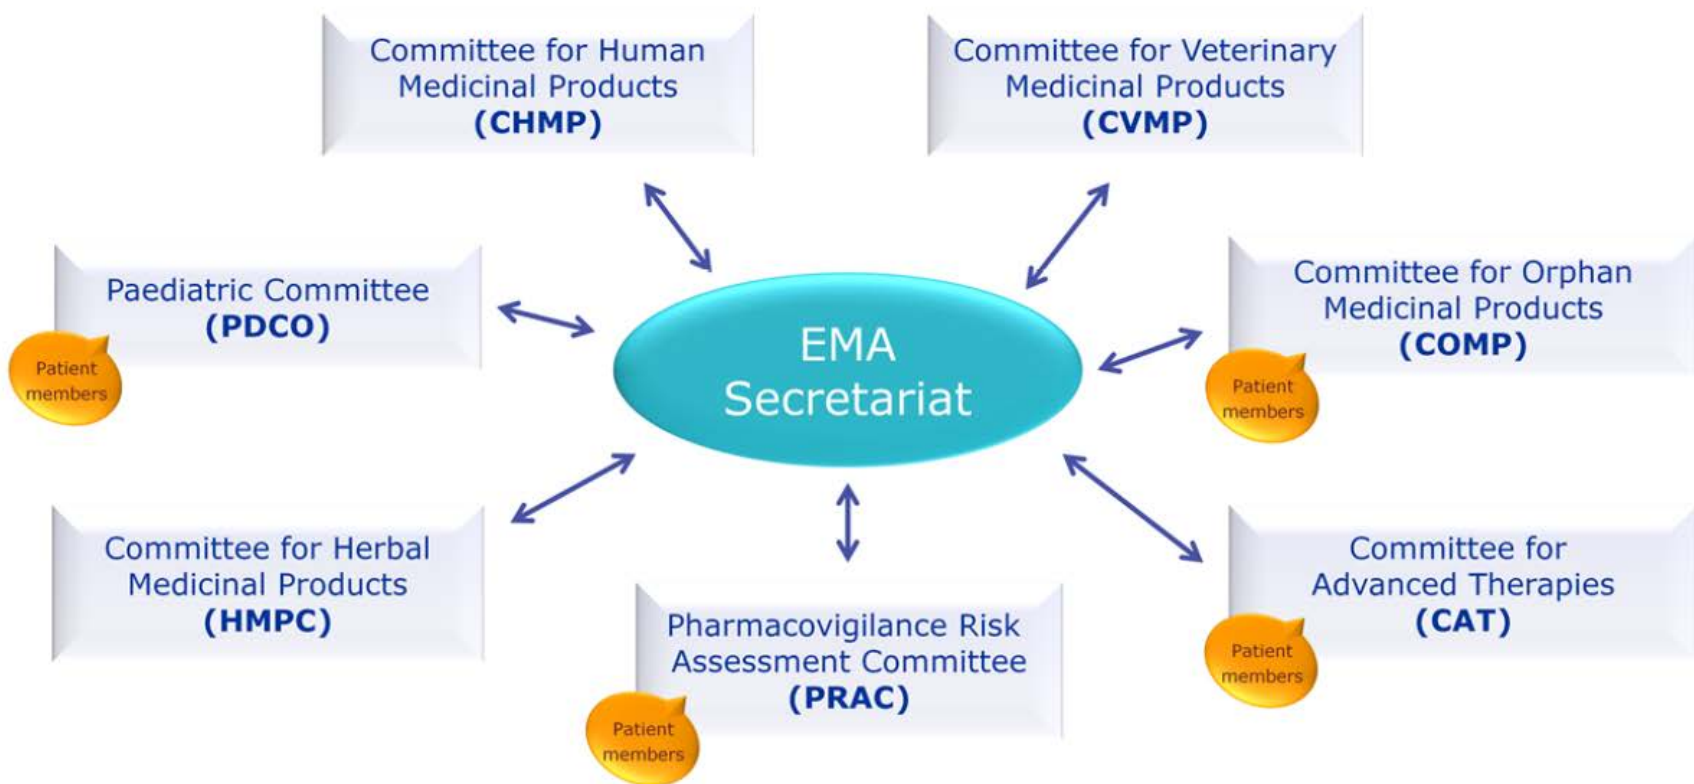 Committee for Human
Medicinal Products
(CHMP)
Committee for Veterinary
Medicinal Products
(CVMP)
Paediatric Committee
(PDCO)
Patient
members
EMA
Secretariat
Committee for Orphan
Medicinal Products
(COMP)
Patient
members
Committee for Herbal
Medicinal Products
(HMPC)
Pharmacovigilance Risk
Assessment Committee
(PRAC)
Patient
members
Committee for
Advanced Therapies
(CAT)
Patient
members